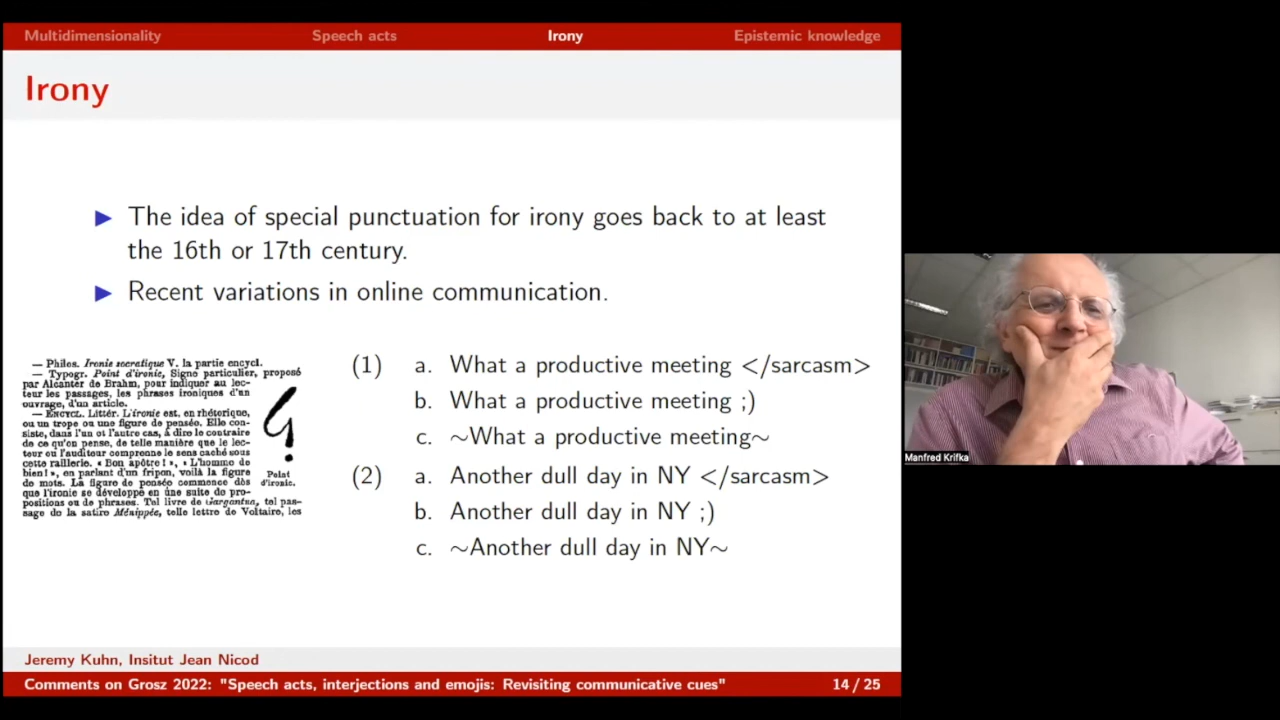 Multidimensionality Speech acts Irony Epistemic knowledge
Irony
▶ The idea of special punctuation for irony goes back to at least
the 16th or 17th century.
▶ Recent variations in online communication.
— Philos. Ironie socratique V. la partie encycl.
— Typogr. Point d'ironie, Signe particulier, proposé
par Alcanter de Brahm, pour indiquer au lec-
teur les passages, les phrases ironiques d'un
ouvrage, d'un article.
— ENCYCL. Littér. L'ironie est, en rhétorique,
ou un trope ou une figure de pensée. Elle con-
siste, dans l'un et l'autre cas, à dire le contraire
de ce qu'on pense, de telle manière que le lec-
teur ou l'auditeur comprenne le sens caché sous
cette raillerie. « Bon apôtre ! », « L'homme de
bien ! », en parlant d'un fripon, voilà la figure
de mots. La figure de pensée commence dès
que l'ironie se développe en une suite de pro-
positions ou de phrases. Tel livre de Gargantua, tel pas-
sage de la satire Ménippée, telle lettre de Voltaire, les
Point
d'ironie.
(1) a. What a productive meeting </sarcasm>
b. What a productive meeting ;)
c. ~What a productive meeting~
(2) a. Another dull day in NY </sarcasm>
b. Another dull day in NY ;)
c. ~Another dull day in NY~
Jeremy Kuhn, Insitut Jean Nicod
Comments on Grosz 2022: "Speech acts, interjections and emojis: Revisiting communicative cues" 14 / 25
Manfred Krifka